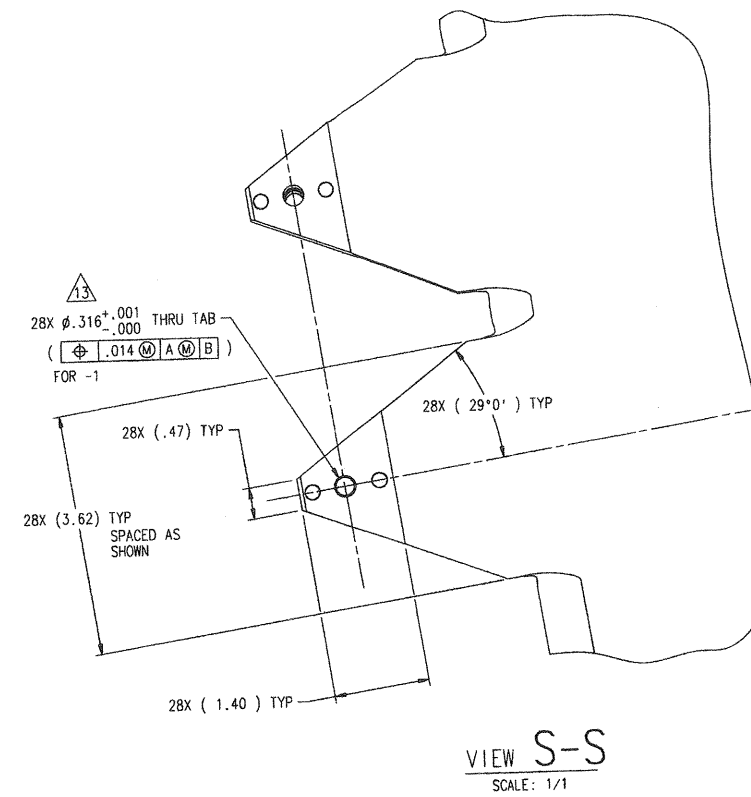 13
28X ⌀.316 +.001 -.000 THRU TAB
( ⌖ .014 Ⓜ A Ⓜ B )
FOR -1
28X ( 29°0' ) TYP
28X (.47) TYP
28X (3.62) TYP
SPACED AS
SHOWN
28X ( 1.40 ) TYP
VIEW S-S
SCALE: 1/1